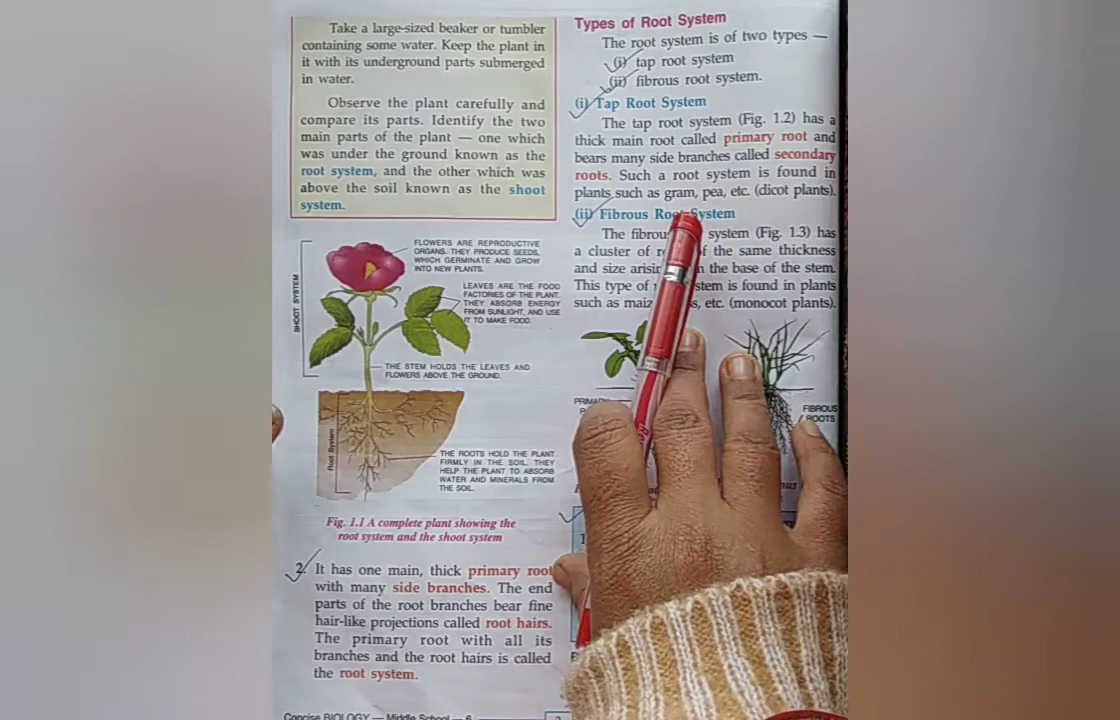 Take a large-sized beaker or tumbler
containing some water. Keep the plant in
it with its underground parts submerged
in water.
Observe the plant carefully and
compare its parts. Identify the two
main parts of the plant — one which
was under the ground known as the
root system, and the other which was
above the soil known as the shoot
system.
SHOOT SYSTEM
FLOWERS ARE REPRODUCTIVE
ORGANS. THEY PRODUCE SEEDS,
WHICH GERMINATE AND GROW
INTO NEW PLANTS.
LEAVES ARE THE FOOD
FACTORIES OF THE PLANT.
THEY ABSORB ENERGY
FROM SUNLIGHT, AND USE
IT TO MAKE FOOD.
THE STEM HOLDS THE LEAVES AND
FLOWERS ABOVE THE GROUND.
Root System
THE ROOTS HOLD THE PLANT
FIRMLY IN THE SOIL. THEY
HELP THE PLANT TO ABSORB
WATER AND MINERALS FROM
THE SOIL.
Fig. 1.1 A complete plant showing the
root system and the shoot system
2. It has one main, thick primary root
with many side branches. The end
parts of the root branches bear fine
hair-like projections called root hairs.
The primary root with all its
branches and the root hairs is called
the root system.
Concise BIOLOGY — Middle School — 6
Types of Root System
The root system is of two types —
(i) tap root system
(ii) fibrous root system.
(i) Tap Root System
The tap root system (Fig. 1.2) has a
thick main root called primary root and
bears many side branches called secondary
roots. Such a root system is found in
plants such as gram, pea, etc. (dicot plants).
(ii) Fibrous Root System
The system (Fig. 1.3) has
a cluster of the same thickness
and size the base of the stem.
This type of is found in plants
such as etc. (monocot plants).
FIBROUS
ROOTS